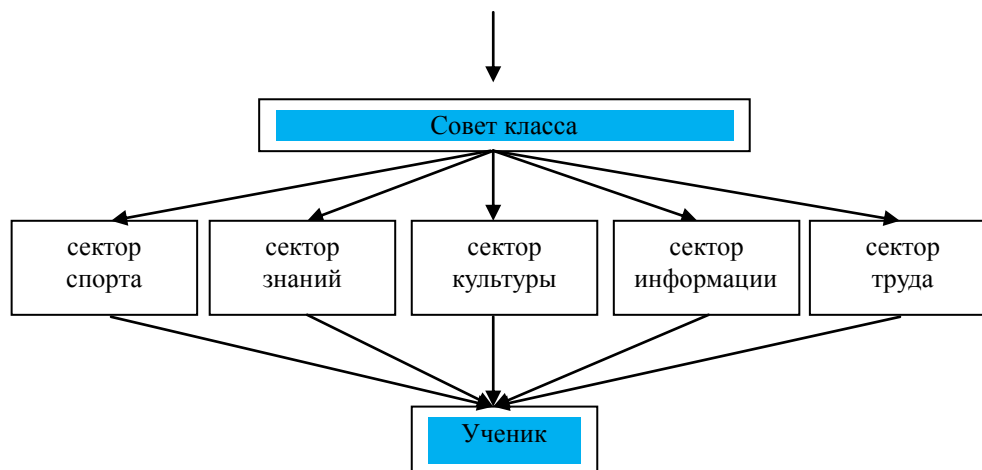 Совет класса
сектор
спорта
сектор
знаний
сектор
культуры
сектор
информации
сектор
труда
Ученик